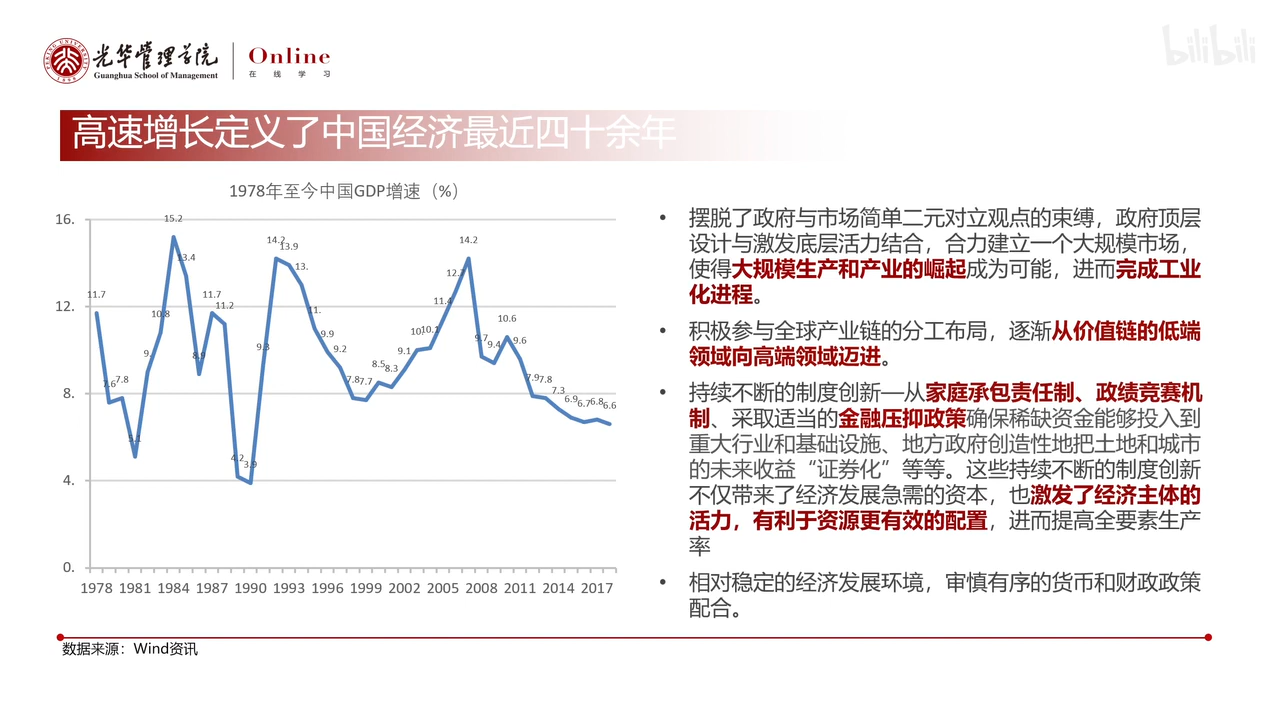 光华管理学院
Guanghua School of Management
Online
在线学习
bilibili
高速增长定义了中国经济最近四十余年
1978年至今中国GDP增速（%）
16.
12.
8.
4.
0.
11.7
7.6
7.8
5.1
9.
10.8
15.2
13.4
8.9
11.7
11.2
4.2
3.9
9.3
14.2
13.9
13.
11.
9.9
9.2
7.8
7.7
8.5
8.3
9.1
10.1
11.4
14.2
9.7
9.4
10.6
9.6
7.9
7.8
7.3
6.9
6.7
6.8
6.6
1978 1981 1984 1987 1990 1993 1996 1999 2002 2005 2008 2011 2014 2017
• 摆脱了政府与市场简单二元对立观点的束缚，政府顶层
设计与激发底层活力结合，合力建立一个大规模市场，
使得大规模生产和产业的崛起成为可能，进而完成工业
化进程。
• 积极参与全球产业链的分工布局，逐渐从价值链的低端
领域向高端领域迈进。
• 持续不断的制度创新—从家庭承包责任制、政绩竞赛机
制、采取适当的金融压抑政策确保稀缺资金能够投入到
重大行业和基础设施、地方政府创造性地把土地和城市
的未来收益“证券化”等等。这些持续不断的制度创新
不仅带来了经济发展急需的资本，也激发了经济主体的
活力，有利于资源更有效的配置，进而提高全要素生产
率
• 相对稳定的经济发展环境，审慎有序的货币和财政政策
配合。
数据来源：Wind资讯